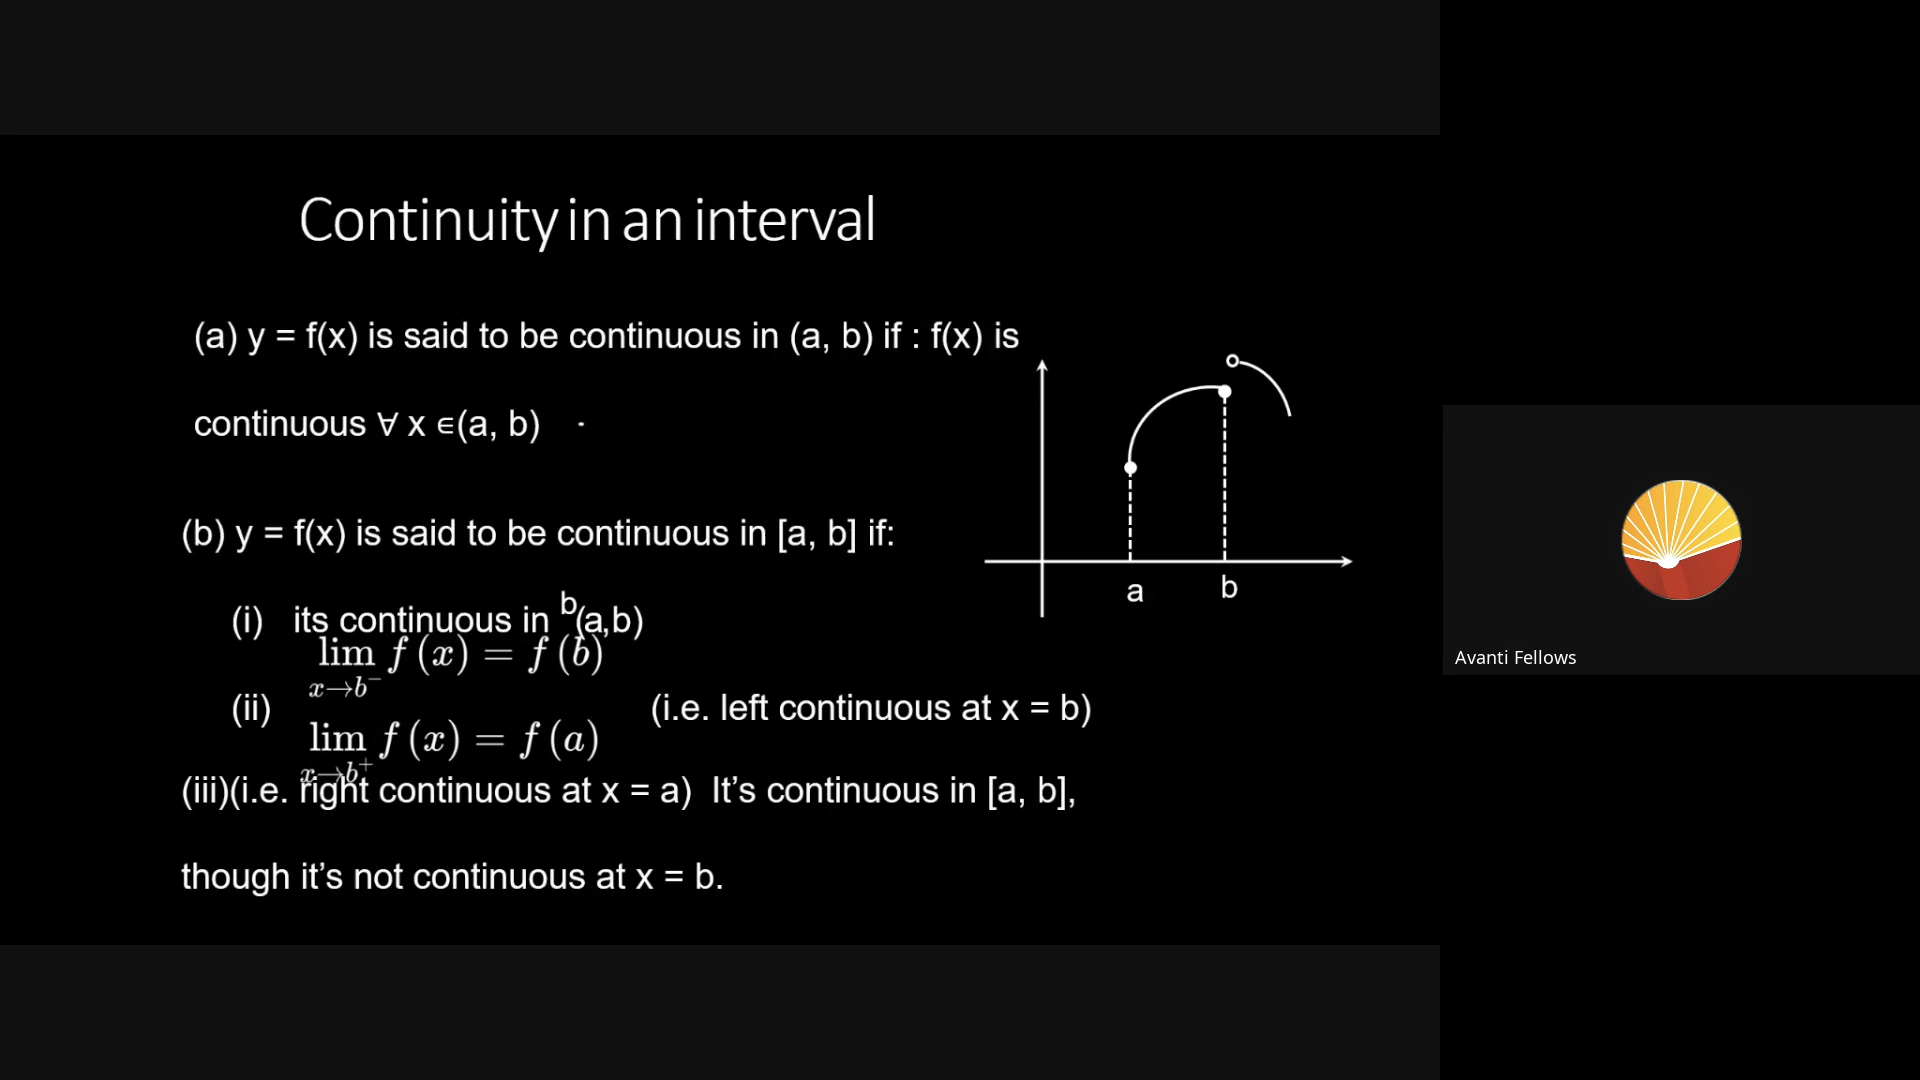 Continuity in an interval
(a) y = f(x) is said to be continuous in (a, b) if : f(x) is
continuous ∀ x ∈(a, b) .
(b) y = f(x) is said to be continuous in [a, b] if:
(i) its continuous in (a,b)
b
lim f (x) = f (b)
x→b⁻
(ii) (i.e. left continuous at x = b)
lim f (x) = f (a)
x→b⁺
(iii)(i.e. right continuous at x = a) It’s continuous in [a, b],
though it’s not continuous at x = b.
a
b
Avanti Fellows